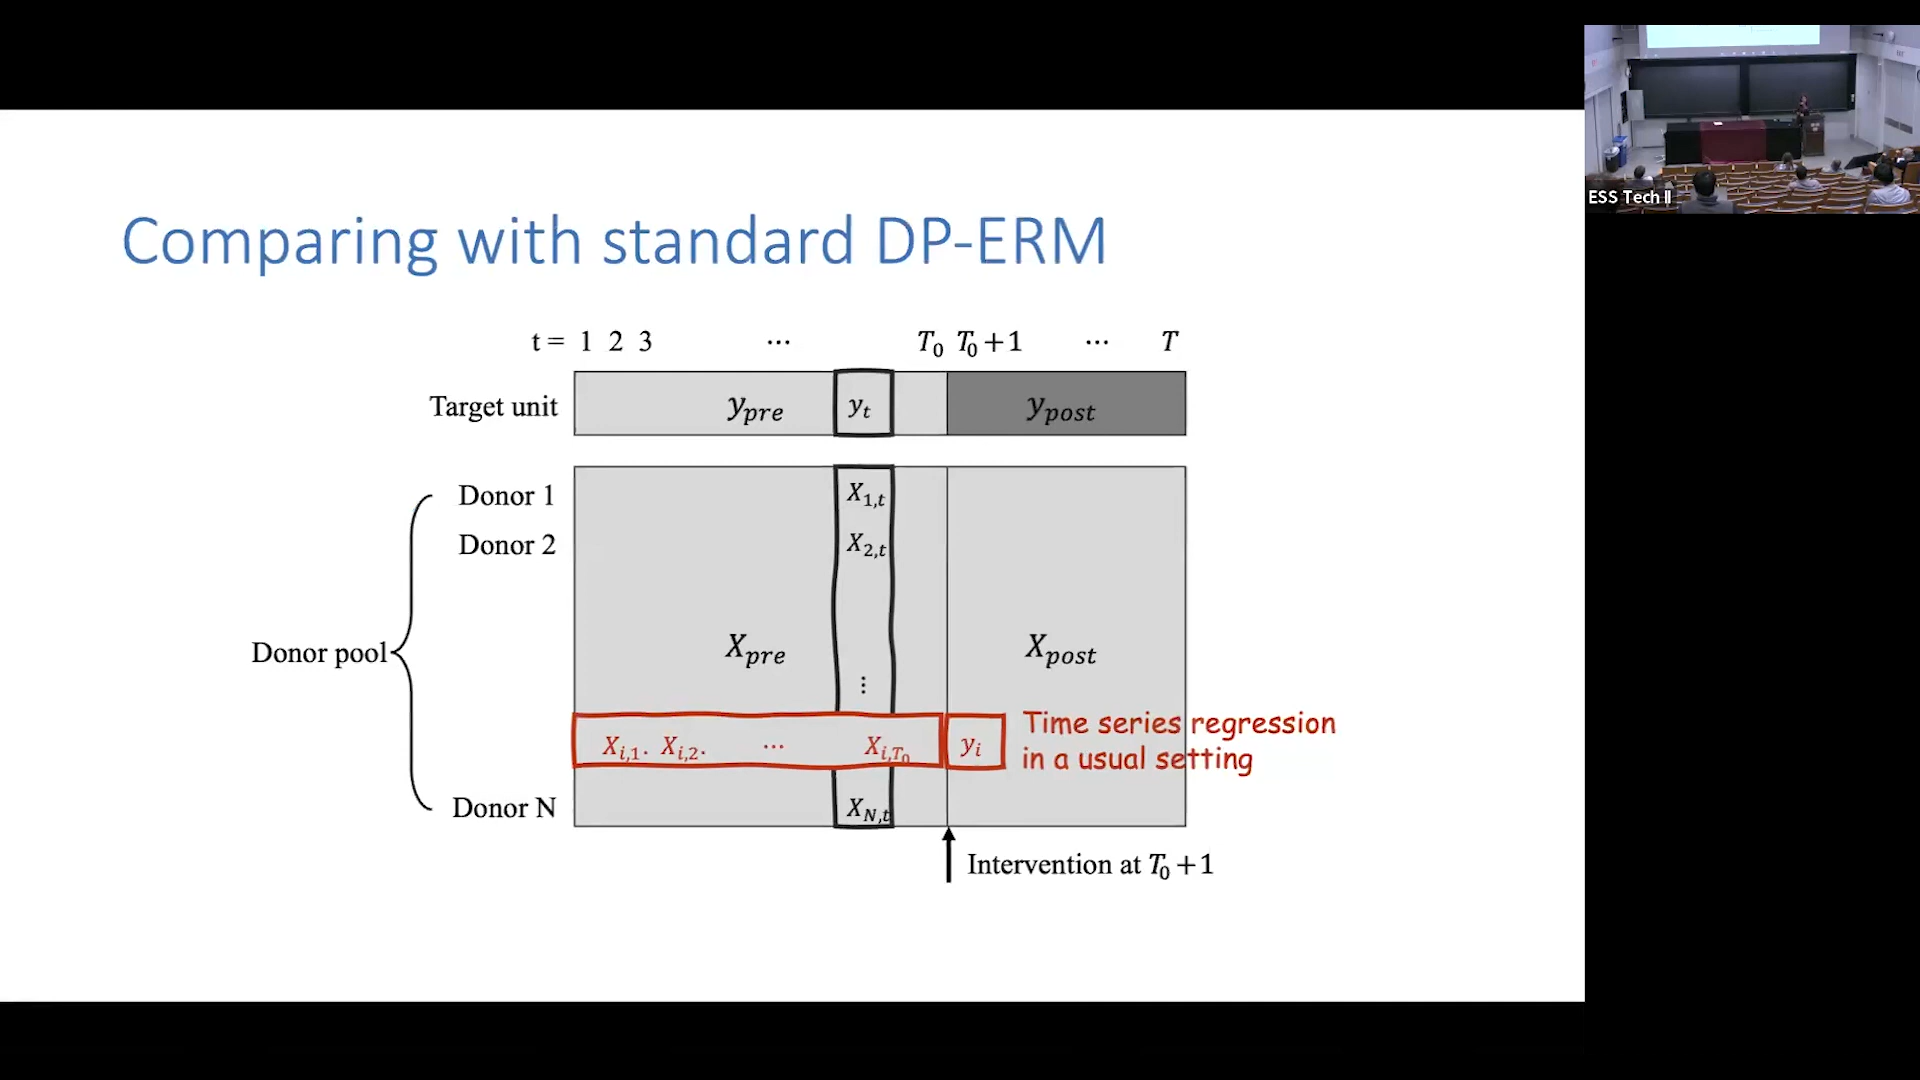 ESS Tech II
Comparing with standard DP-ERM
t = 1 2 3 ... T0 T0+1 ... T
Target unit ypre yt ypost
Donor 1 X1,t
Donor 2 X2,t
Donor pool Xpre Xpost
⋮
Time series regression
Xi,1. Xi,2. ... Xi,T0 yi
in a usual setting
Donor N XN,t
Intervention at T0+1